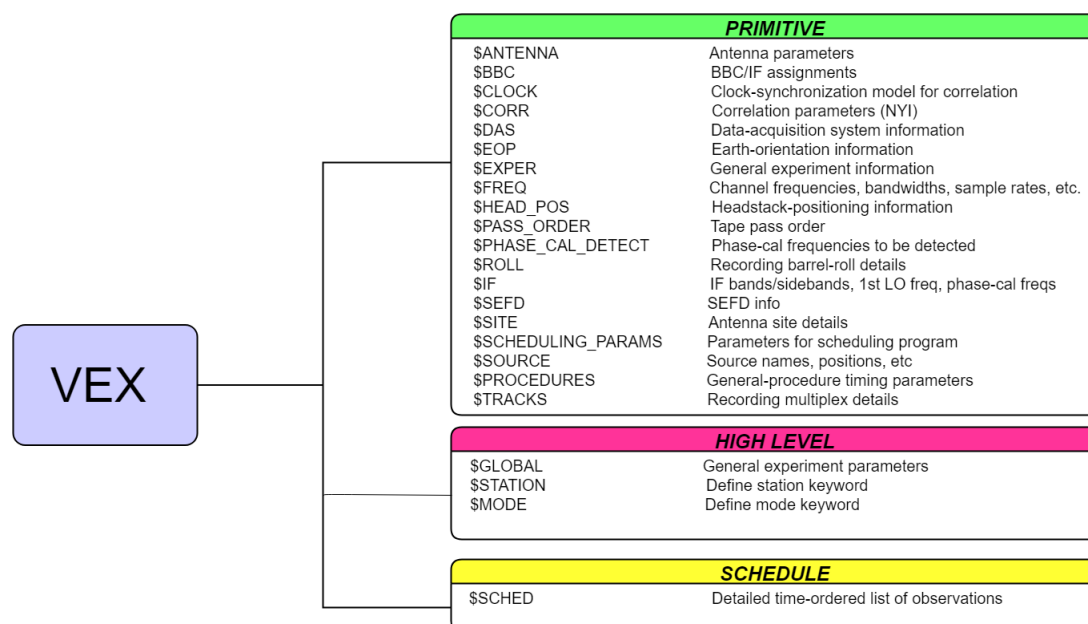 VEX
PRIMITIVE
$ANTENNA Antenna parameters
$BBC BBC/IF assignments
$CLOCK Clock-synchronization model for correlation
$CORR Correlation parameters (NYI)
$DAS Data-acquisition system information
$EOP Earth-orientation information
$EXPER General experiment information
$FREQ Channel frequencies, bandwidths, sample rates, etc.
$HEAD_POS Headstack-positioning information
$PASS_ORDER Tape pass order
$PHASE_CAL_DETECT Phase-cal frequencies to be detected
$ROLL Recording barrel-roll details
$IF IF bands/sidebands, 1st LO freq, phase-cal freqs
$SEFD SEFD info
$SITE Antenna site details
$SCHEDULING_PARAMS Parameters for scheduling program
$SOURCE Source names, positions, etc
$PROCEDURES General-procedure timing parameters
$TRACKS Recording multiplex details
HIGH LEVEL
$GLOBAL General experiment parameters
$STATION Define station keyword
$MODE Define mode keyword
SCHEDULE
$SCHED Detailed time-ordered list of observations